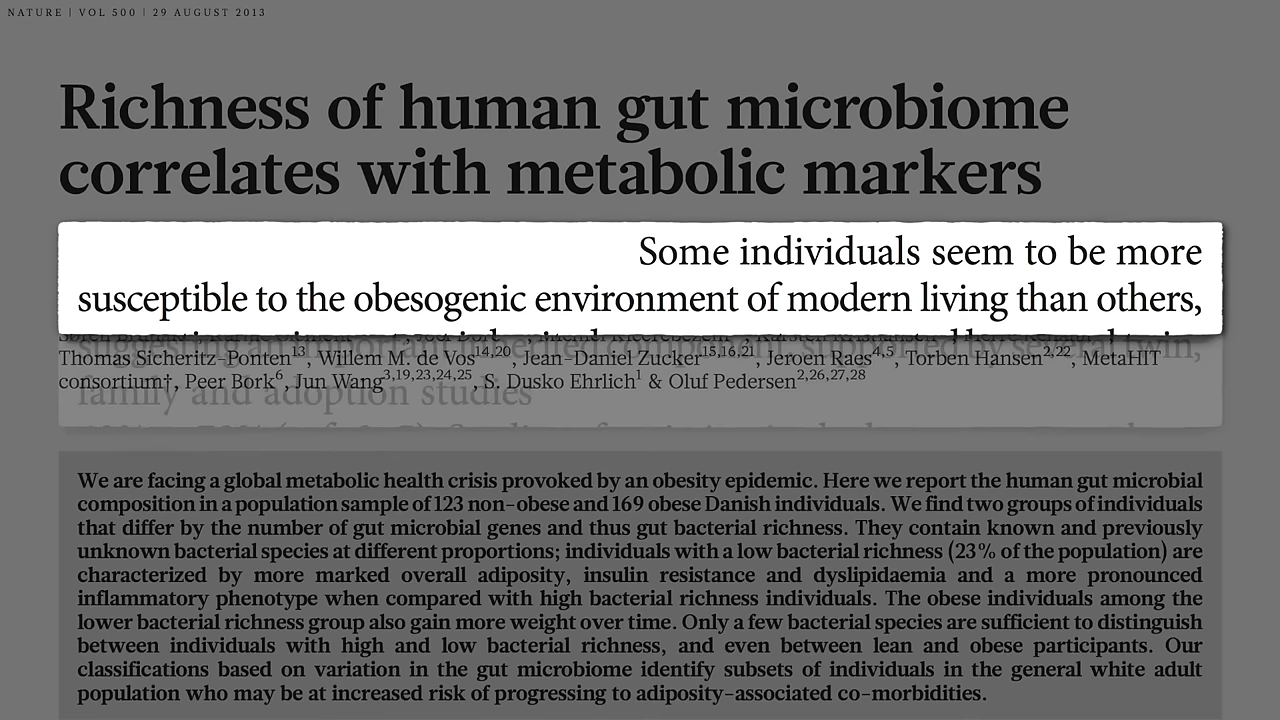 NATURE | VOL 500 | 29 AUGUST 2013
Richness of human gut microbiome
correlates with metabolic markers
Some individuals seem to be more
susceptible to the obesogenic environment of modern living than others,
Thomas Sicheritz-Ponten13, Willem M. de Vos14,20, Jean-Daniel Zucker15,16,21, Jeroen Raes4,5, Torben Hansen2,22, MetaHIT
consortium†, Peer Bork6, Jun Wang3,19,23,24,25, S. Dusko Ehrlich1 & Oluf Pedersen2,26,27,28
family and adoption studies
We are facing a global metabolic health crisis provoked by an obesity epidemic. Here we report the human gut microbial
composition in a population sample of 123 non-obese and 169 obese Danish individuals. We find two groups of individuals
that differ by the number of gut microbial genes and thus gut bacterial richness. They contain known and previously
unknown bacterial species at different proportions; individuals with a low bacterial richness (23% of the population) are
characterized by more marked overall adiposity, insulin resistance and dyslipidaemia and a more pronounced
inflammatory phenotype when compared with high bacterial richness individuals. The obese individuals among the
lower bacterial richness group also gain more weight over time. Only a few bacterial species are sufficient to distinguish
between individuals with high and low bacterial richness, and even between lean and obese participants. Our
classifications based on variation in the gut microbiome identify subsets of individuals in the general white adult
population who may be at increased risk of progressing to adiposity-associated co-morbidities.